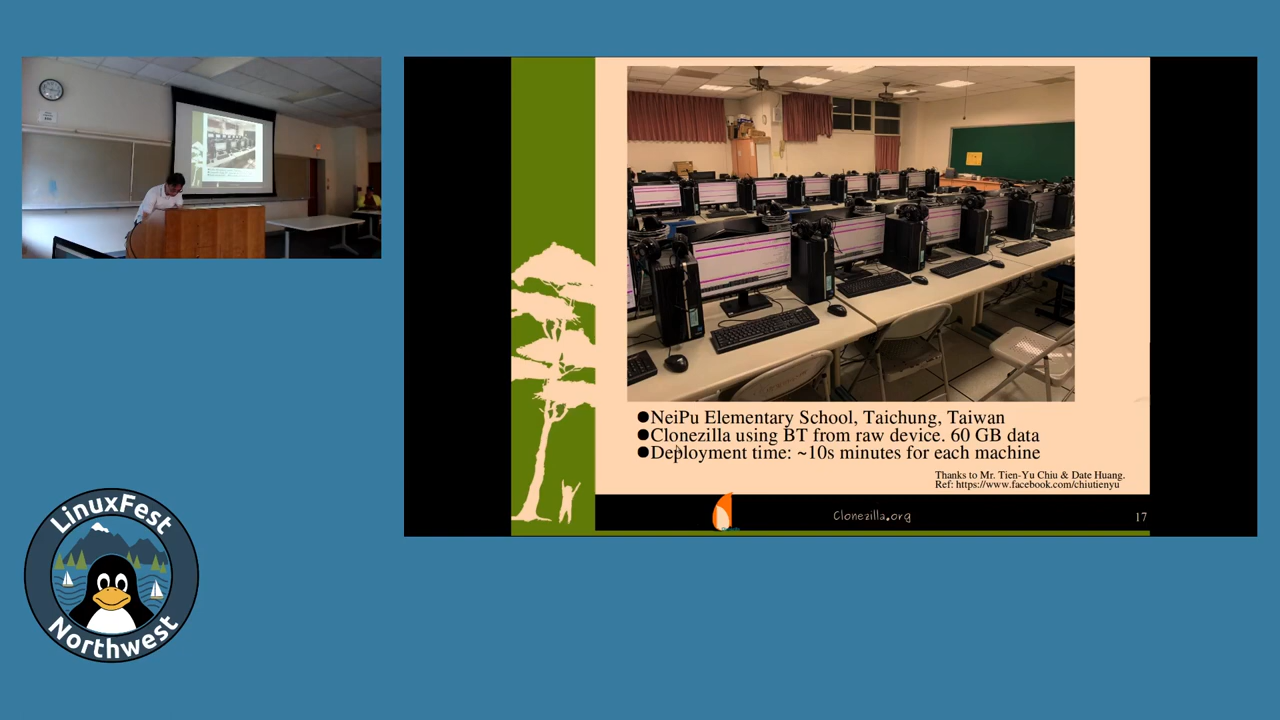 ●NeiPu Elementary School, Taichung, Taiwan
●Clonezilla using BT from raw device. 60 GB data
●Deployment time: ~10s minutes for each machine
Thanks to Mr. Tien-Yu Chiu & Date Huang.
Ref: https://www.facebook.com/chiutienyu
Clonezilla.org
17
LinuxFest
Northwest